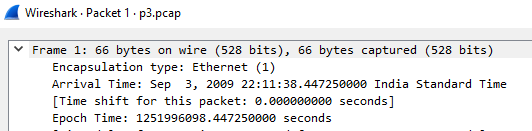 Wireshark · Packet 1 · p3.pcap
Frame 1: 66 bytes on wire (528 bits), 66 bytes captured (528 bits)
Encapsulation type: Ethernet (1)
Arrival Time: Sep  3, 2009 22:11:38.447250000 India Standard Time
[Time shift for this packet: 0.000000000 seconds]
Epoch Time: 1251996098.447250000 seconds